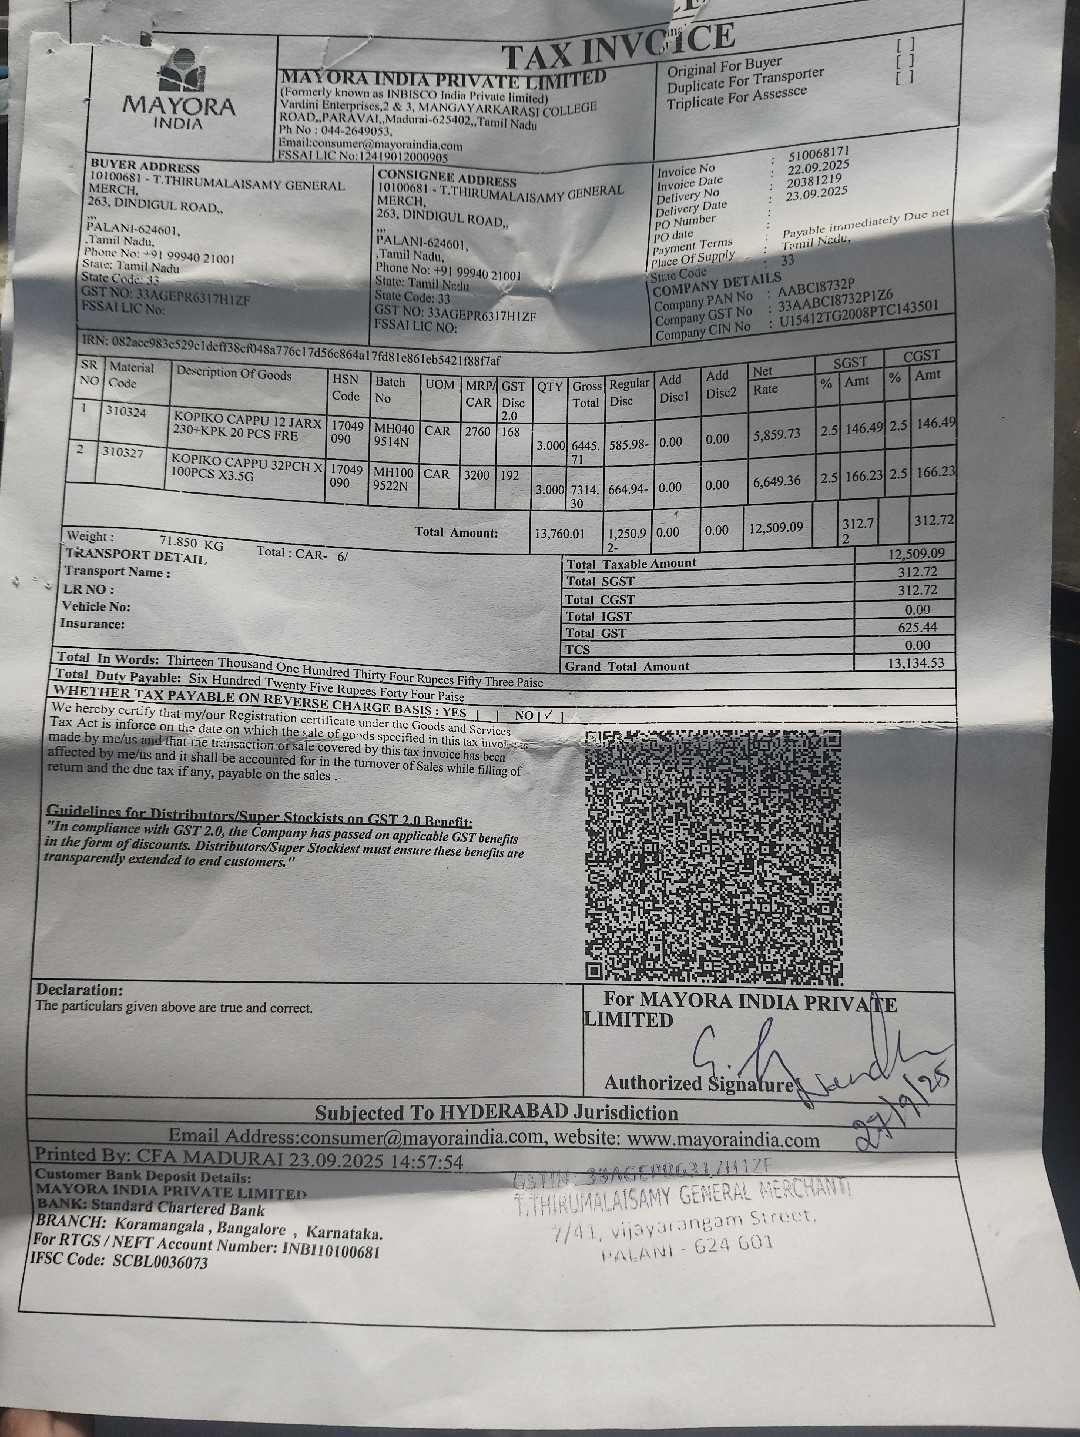 TAX INVOICE
MAYORA
INDIA
MAYORA INDIA PRIVATE LIMITED
(Formerly known as INBISCO India Private limited)
Vardini Enterprises,2 & 3, MANGAYARKARASI COLLEGE
ROAD,,PARAVAI,,Madurai-625402,,Tamil Nadu
Ph No : 044-2649053,
Email:consumer@mayoraindia.com
FSSAI LIC No:12419012000905
Original For Buyer [ ]
Duplicate For Transporter [ ]
Triplicate For Assessee [ ]
BUYER ADDRESS
10100681 - T.THIRUMALAISAMY GENERAL
MERCH,
263, DINDIGUL ROAD,,
,,,
PALANI-624601,
,Tamil Nadu,
Phone No: +91 99940 21001
State: Tamil Nadu
State Code: 33
GST NO: 33AGEPR6317H1ZF
FSSAI LIC No:
CONSIGNEE ADDRESS
10100681 - T.THIRUMALAISAMY GENERAL
MERCH,
263, DINDIGUL ROAD,,
,,,
PALANI-624601,
,Tamil Nadu,
Phone No: +91 99940 21001
State: Tamil Nadu
State Code: 33
GST NO: 33AGEPR6317H1ZF
FSSAI LIC NO:
Invoice No : 510068171
Invoice Date : 22.09.2025
Delivery No : 20381219
Delivery Date : 23.09.2025
PO Number :
PO date :
Payment Terms : Payable immediately Due net
Place Of Supply : Tamil Nadu,
State Code : 33
COMPANY DETAILS
Company PAN No : AABCI8732P
Company GST No : 33AABCI8732P1Z6
Company CIN No : U15412TG2008PTC143501
IRN: 082acc983c529c1dcff38cf048a776c17d56c864a17fd81e861eb5421f88f7af
SR NO Material Code Description Of Goods HSN Code Batch No UOM MRP/ CAR GST Disc 2.0 QTY Gross Total Regular Disc Add Disc1 Add Disc2 Net Rate SGST % Amt CGST % Amt
1 310324 KOPIKO CAPPU 12 JARX 230+KPK 20 PCS FRE 17049 090 MH040 9514N CAR 2760 168 3.000 6445. 71 585.98- 0.00 0.00 5,859.73 2.5 146.49 2.5 146.49
2 310327 KOPIKO CAPPU 32PCH X 100PCS X3.5G 17049 090 MH100 9522N CAR 3200 192 3.000 7314. 30 664.94- 0.00 0.00 6,649.36 2.5 166.23 2.5 166.23
Total Amount: 13,760.01 1,250.9 2- 0.00 0.00 12,509.09 312.7 2 312.72
Weight : 71.850 KG Total : CAR- 6/
TRANSPORT DETAIL
Transport Name :
LR NO :
Vehicle No:
Insurance:
Total Taxable Amount 12,509.09
Total SGST 312.72
Total CGST 312.72
Total IGST 0.00
Total GST 625.44
TCS 0.00
Grand Total Amount 13,134.53
Total In Words: Thirteen Thousand One Hundred Thirty Four Rupees Fifty Three Paise
Total Duty Payable: Six Hundred Twenty Five Rupees Forty Four Paise
WHETHER TAX PAYABLE ON REVERSE CHARGE BASIS : YES [ ] NO [✓]
We hereby certify that my/our Registration certificate under the Goods and Services
Tax Act is inforce on the date on which the sale of goods specified in this tax invoice is
made by me/us and that the transaction of sale covered by this tax invoice has been
affected by me/us and it shall be accounted for in the turnover of Sales while filling of
return and the due tax if any, payable on the sales .
Guidelines for Distributors/Super Stockists on GST 2.0 Benefit:
"In compliance with GST 2.0, the Company has passed on applicable GST benefits
in the form of discounts. Distributors/Super Stockiest must ensure these benefits are
transparently extended to end customers."
Declaration:
The particulars given above are true and correct.
For MAYORA INDIA PRIVATE
LIMITED
Authorized Signature
27/9/25
Subjected To HYDERABAD Jurisdiction
Email Address:consumer@mayoraindia.com, website: www.mayoraindia.com
Printed By: CFA MADURAI 23.09.2025 14:57:54
Customer Bank Deposit Details:
MAYORA INDIA PRIVATE LIMITED
BANK: Standard Chartered Bank
BRANCH: Koramangala , Bangalore , Karnataka.
For RTGS / NEFT Account Number: INBI10100681
IFSC Code: SCBL0036073
GSTIN: 33AGEPR6317H1ZF
T.THIRUMALAISAMY GENERAL MERCHANT
7/41, Vijayarangam Street,
PALANI - 624 601